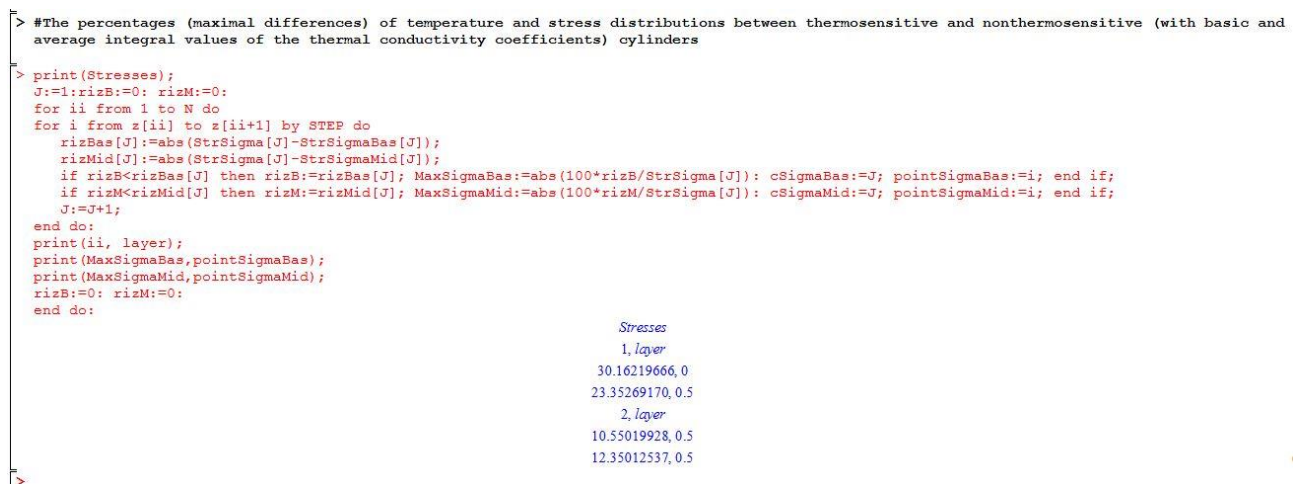 > #The percentages (maximal differences) of temperature and stress distributions between thermosensitive and nonthermosensitive (with basic and
average integral values of the thermal conductivity coefficients) cylinders
> print(Stresses);
J:=1:rizB:=0: rizM:=0:
for ii from 1 to N do
for i from z[ii] to z[ii+1] by STEP do
rizBas[J]:=abs(StrSigma[J]-StrSigmaBas[J]);
rizMid[J]:=abs(StrSigma[J]-StrSigmaMid[J]);
if rizB<rizBas[J] then rizB:=rizBas[J]; MaxSigmaBas:=abs(100*rizB/StrSigma[J]): cSigmaBas:=J; pointSigmaBas:=i; end if;
if rizM<rizMid[J] then rizM:=rizMid[J]; MaxSigmaMid:=abs(100*rizM/StrSigma[J]): cSigmaMid:=J; pointSigmaMid:=i; end if;
J:=J+1;
end do:
print(ii, layer);
print(MaxSigmaBas,pointSigmaBas);
print(MaxSigmaMid,pointSigmaMid);
rizB:=0: rizM:=0:
end do:
Stresses
1, layer
30.16219666, 0
23.35269170, 0.5
2, layer
10.55019928, 0.5
12.35012537, 0.5
>